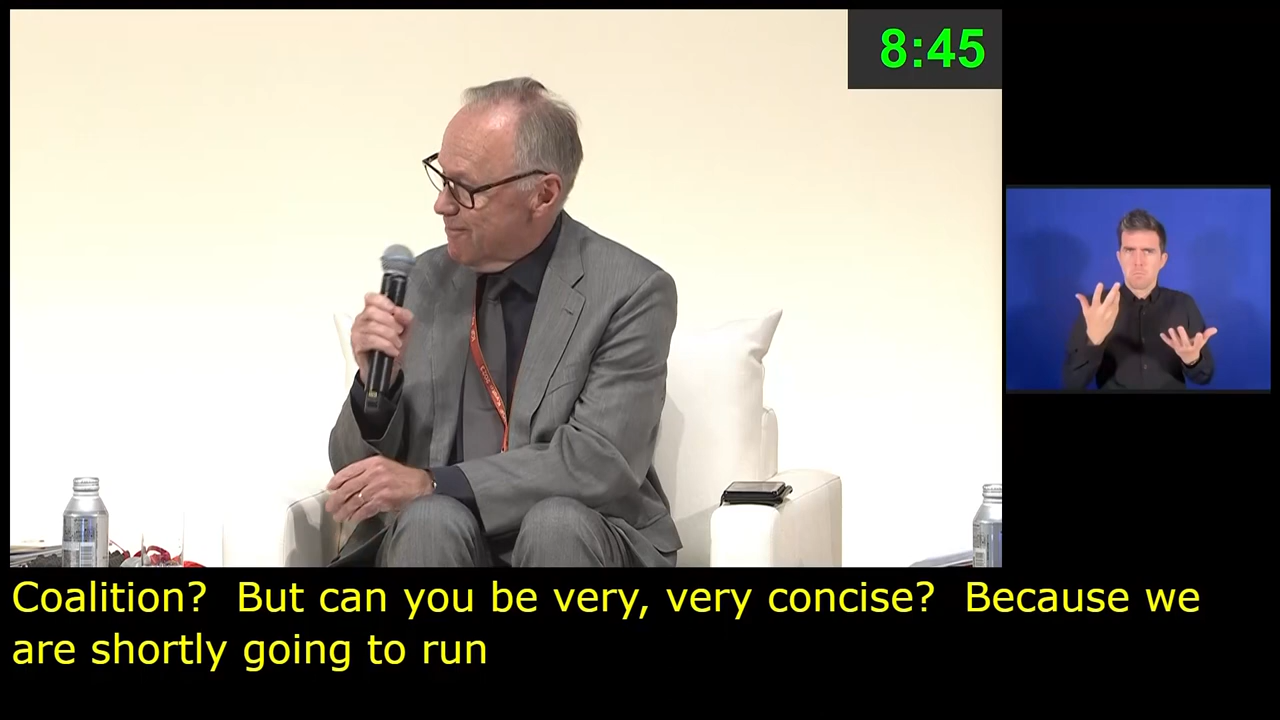 8:45
Coalition?  But can you be very, very concise?  Because we
are shortly going to run